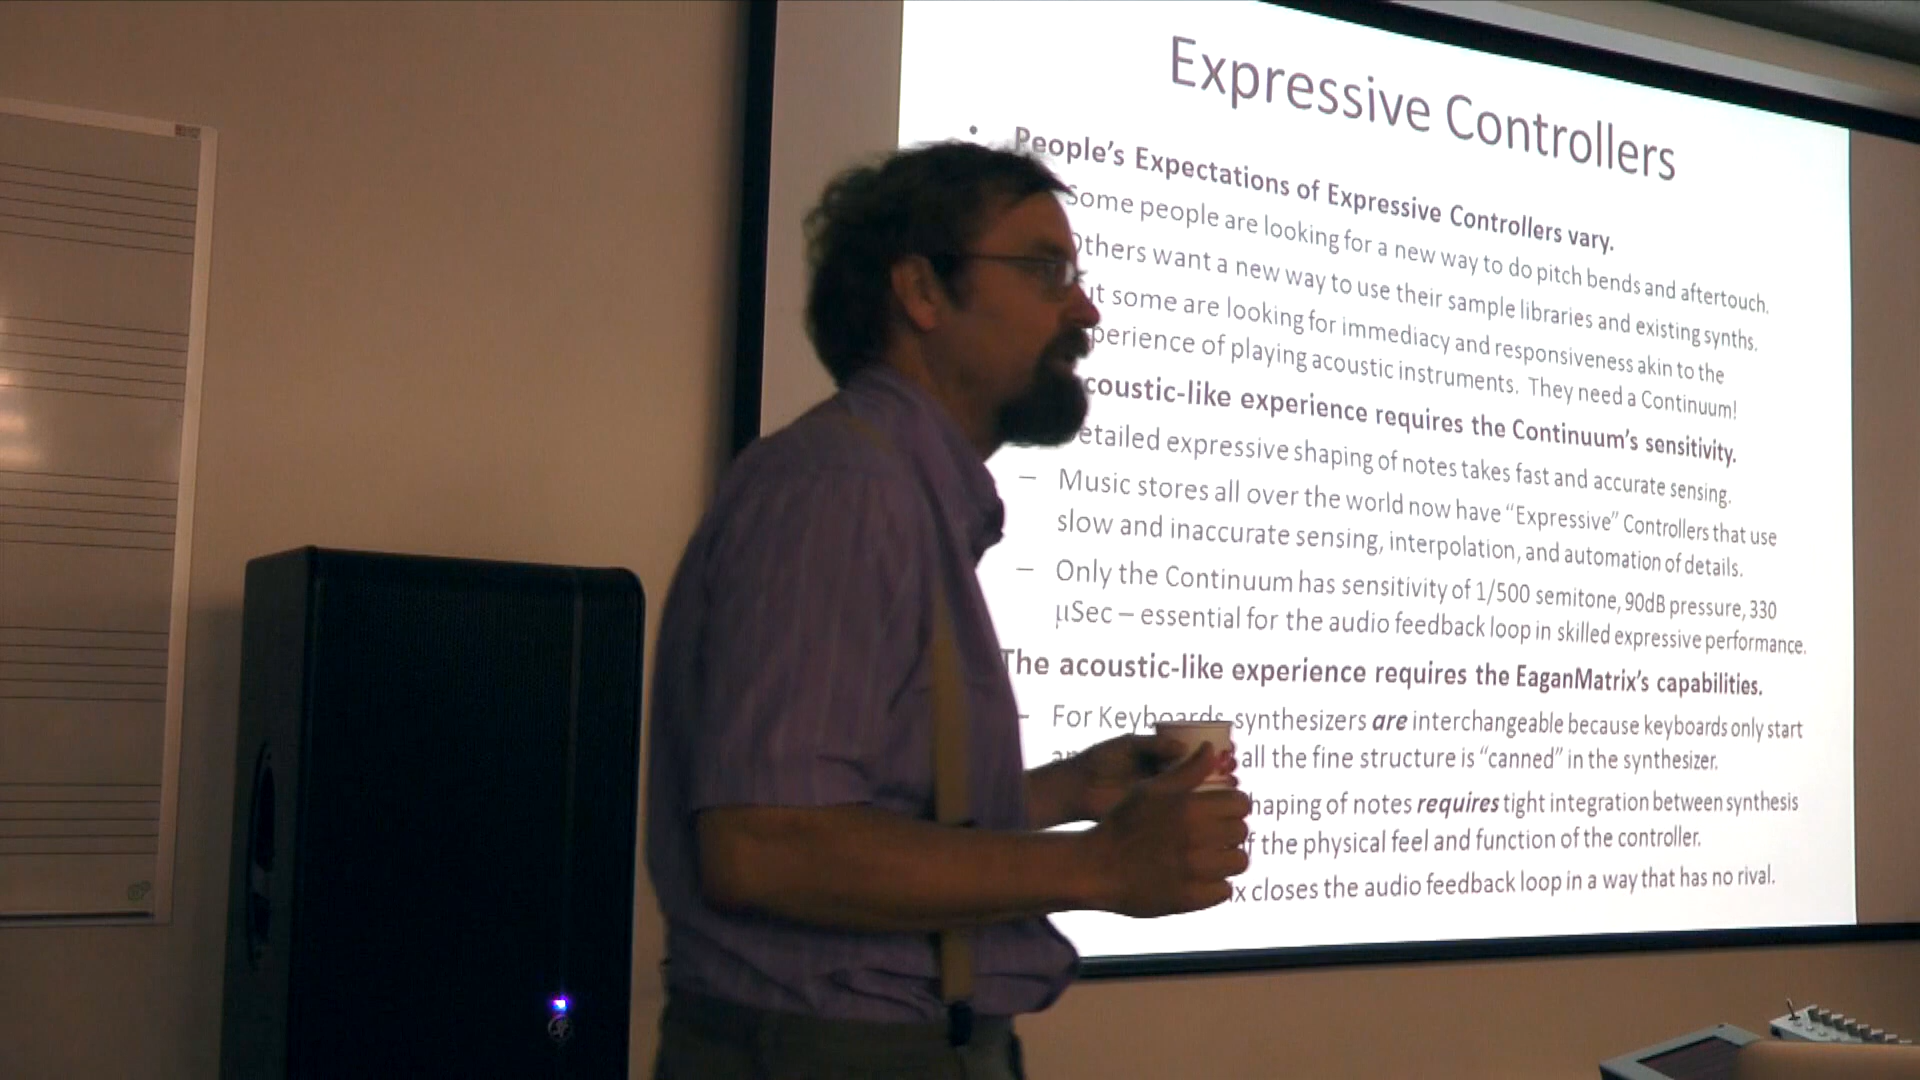 Expressive Controllers
• People's Expectations of Expressive Controllers vary.
Some people are looking for a new way to do pitch bends and aftertouch.
Others want a new way to use their sample libraries and existing synths.
some are looking for immediacy and responsiveness akin to the
of playing acoustic instruments. They need a Continuum!
coustic-like experience requires the Continuum's sensitivity.
etailed expressive shaping of notes takes fast and accurate sensing.
– Music stores all over the world now have "Expressive" Controllers that use
slow and inaccurate sensing, interpolation, and automation of details.
– Only the Continuum has sensitivity of 1/500 semitone, 90dB pressure, 330
µSec – essential for the audio feedback loop in skilled expressive performance.
The acoustic-like experience requires the EaganMatrix's capabilities.
– For Keyboards synthesizers are interchangeable because keyboards only start
all the fine structure is "canned" in the synthesizer.
haping of notes requires tight integration between synthesis
the physical feel and function of the controller.
closes the audio feedback loop in a way that has no rival.